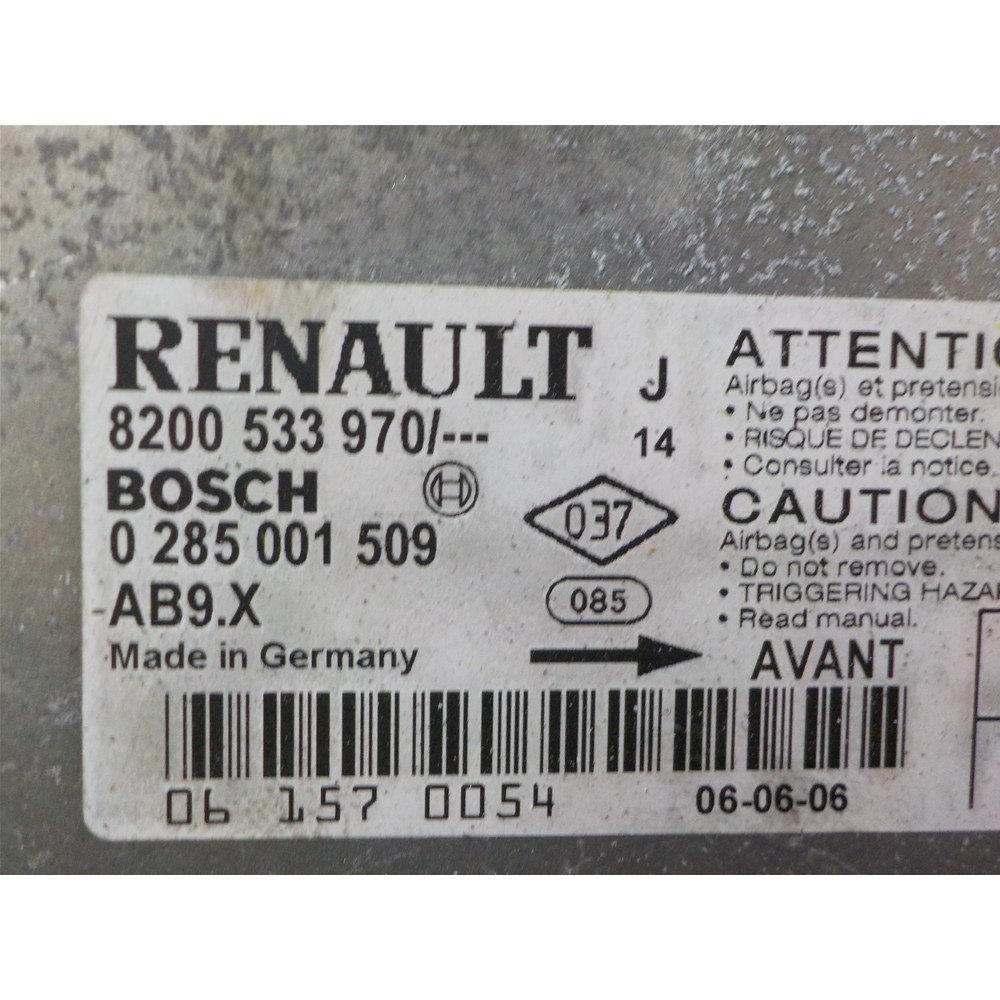 RENAULT J
8200 533 970/--- 14
BOSCH
0 285 001 509
037
AB9.X
085
Made in Germany
ATTENTIO
Airbag(s) et pretensi
• Ne pas demonter.
• RISQUE DE DECLEN
• Consulter la notice.
CAUTION
Airbag(s) and pretens
• Do not remove.
• TRIGGERING HAZA
• Read manual.
AVANT
06 157 0054 06-06-06